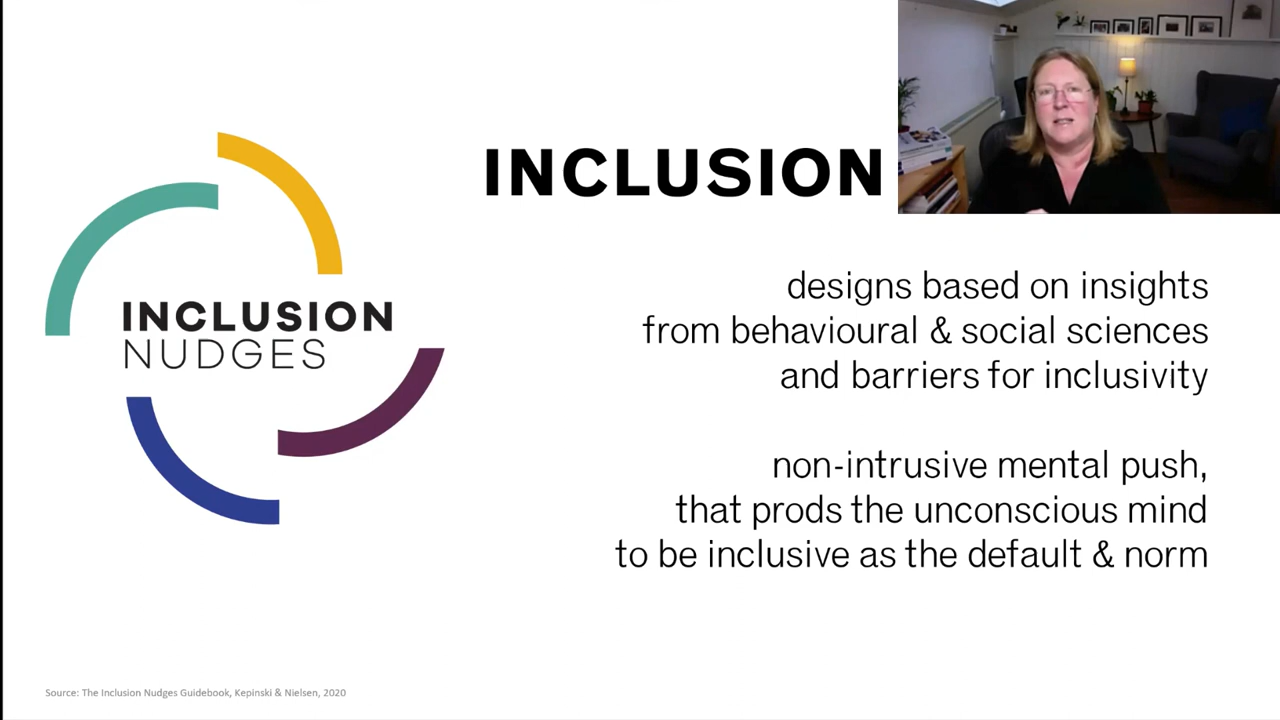 INCLUSION
INCLUSION
NUDGES
designs based on insights
from behavioural & social sciences
and barriers for inclusivity
non-intrusive mental push,
that prods the unconscious mind
to be inclusive as the default & norm
Source: The Inclusion Nudges Guidebook, Kepinski & Nielsen, 2020